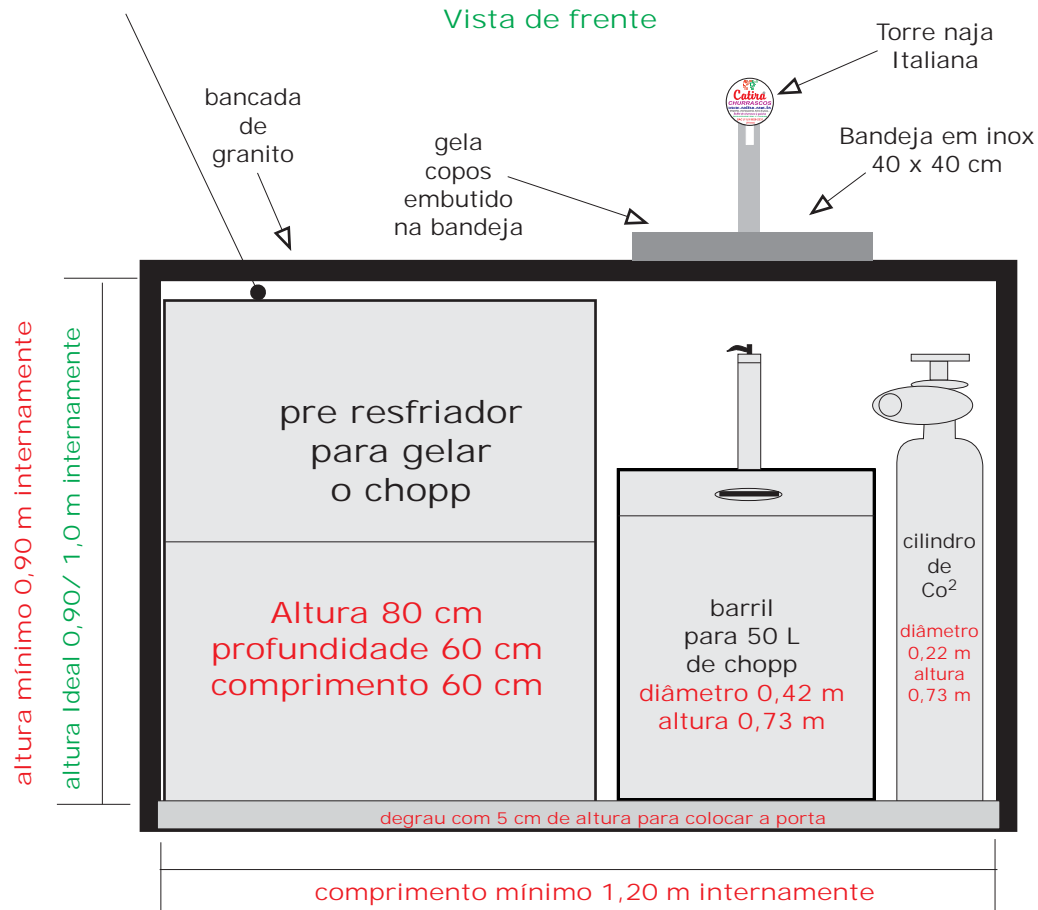 Vista de frente
Torre naja
Italiana
bancada
de
granito
gela
copos
embutido
na bandeja
Catirá
CHURRASCOS
Bandeja em inox
40 x 40 cm
altura mínimo 0,90 m internamente
altura Ideal 0,90/ 1,0 m internamente
pre resfriador
para gelar
o chopp
Altura 80 cm
profundidade 60 cm
comprimento 60 cm
barril
para 50 L
de chopp
diâmetro 0,42 m
altura 0,73 m
cilindro
de
Co²
diâmetro
0,22 m
altura
0,73 m
degrau com 5 cm de altura para colocar a porta
comprimento mínimo 1,20 m internamente